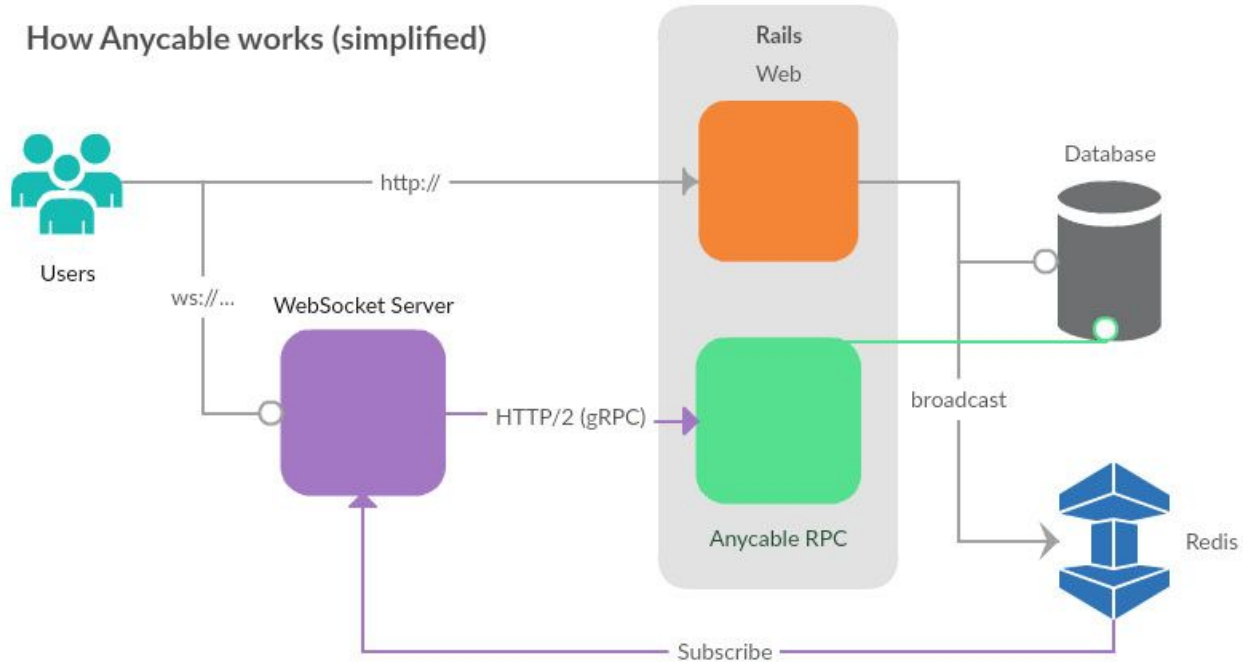 How Anycable works (simplified)
Rails
Web
Database
http://
Users
ws://...
WebSocket Server
HTTP/2 (gRPC)
broadcast
Anycable RPC
Redis
Subscribe